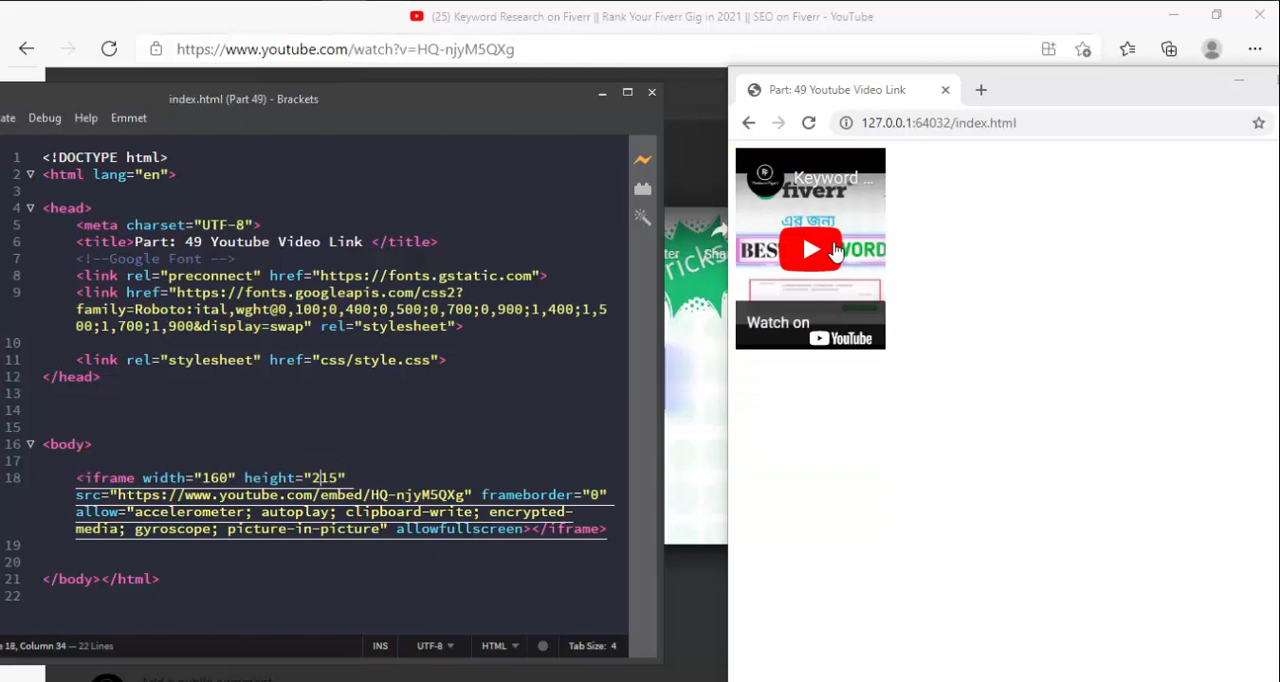 (25) Keyword Research on Fiverr || Rank Your Fiverr Gig in 2021 || SEO on Fiverr - YouTube
https://www.youtube.com/watch?v=HQ-njyM5QXg
index.html (Part 49) - Brackets
ate Debug Help Emmet
1 <!DOCTYPE html>
2 <html lang="en">
3
4 <head>
5 <meta charset="UTF-8">
6 <title>Part: 49 Youtube Video Link </title>
7 <!--Google Font -->
8 <link rel="preconnect" href="https://fonts.gstatic.com">
9 <link href="https://fonts.googleapis.com/css2?
family=Roboto:ital,wght@0,100;0,400;0,500;0,700;0,900;1,400;1,5
00;1,700;1,900&display=swap" rel="stylesheet">
10
11 <link rel="stylesheet" href="css/style.css">
12 </head>
13
14
15
16 <body>
17
18 <iframe width="160" height="215"
src="https://www.youtube.com/embed/HQ-njyM5QXg" frameborder="0"
allow="accelerometer; autoplay; clipboard-write; encrypted-
media; gyroscope; picture-in-picture" allowfullscreen></iframe>
19
20
21 </body></html>
22
e 18, Column 34 — 22 Lines INS UTF-8 HTML Tab Size: 4
ter Sha
ricks
Part: 49 Youtube Video Link
127.0.0.1:64032/index.html
Keyword ...
fiverr
এর জন্য
BES WORD
Watch on
YouTube